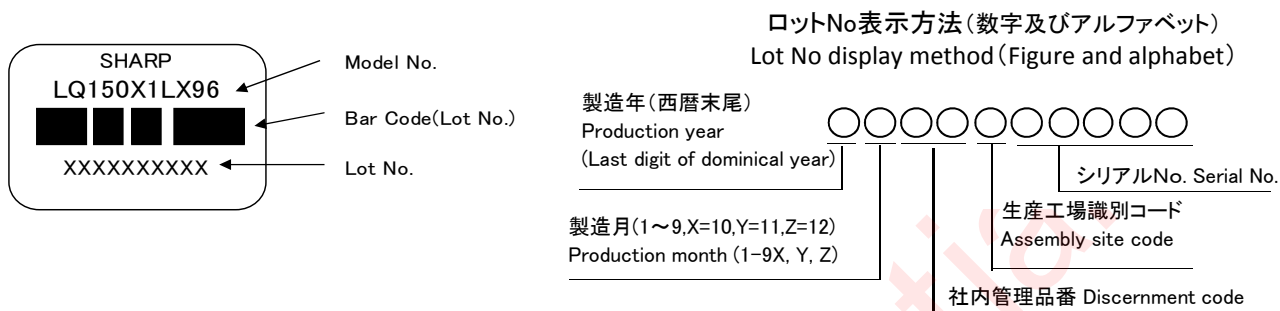 SHARP
LQ150X1LX96
XXXXXXXXXX
Model No.
Bar Code(Lot No.)
Lot No.
ロットNo表示方法(数字及びアルファベット)
Lot No display method(Figure and alphabet)
製造年(西暦末尾)
Production year
(Last digit of dominical year)
○○○○○○○○○○
シリアルNo. Serial No.
製造月(1~9,X=10,Y=11,Z=12)
Production month (1-9X, Y, Z)
生産工場識別コード
Assembly site code
社内管理品番 Discernment code